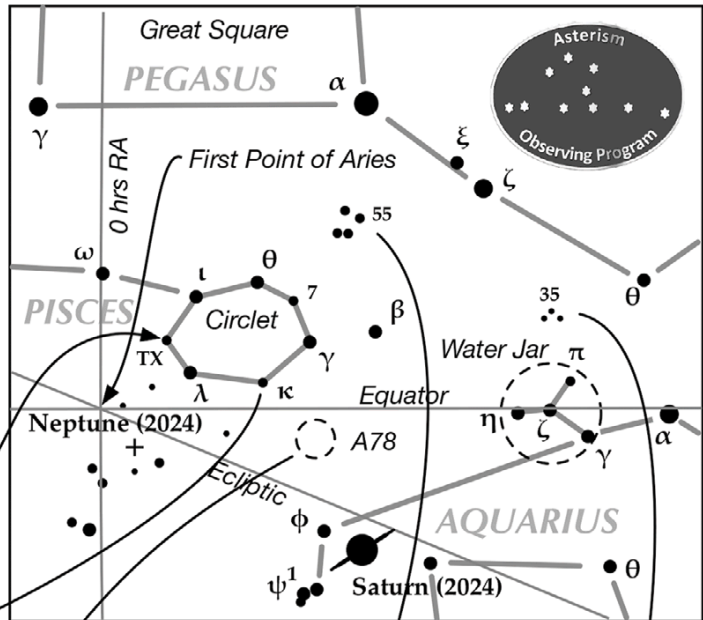 Great Square
PEGASUS
Asterism
Observing Program
α
γ
0 hrs RA
First Point of Aries
ξ
ζ
55
ω
ι
θ
7
θ
PISCES
Circlet
β
35
TX
γ
Water Jar
π
λ
κ
Equator
Neptune (2024)
η
ζ
α
A78
γ
Ecliptic
φ
AQUARIUS
ψ1
Saturn (2024)
θ